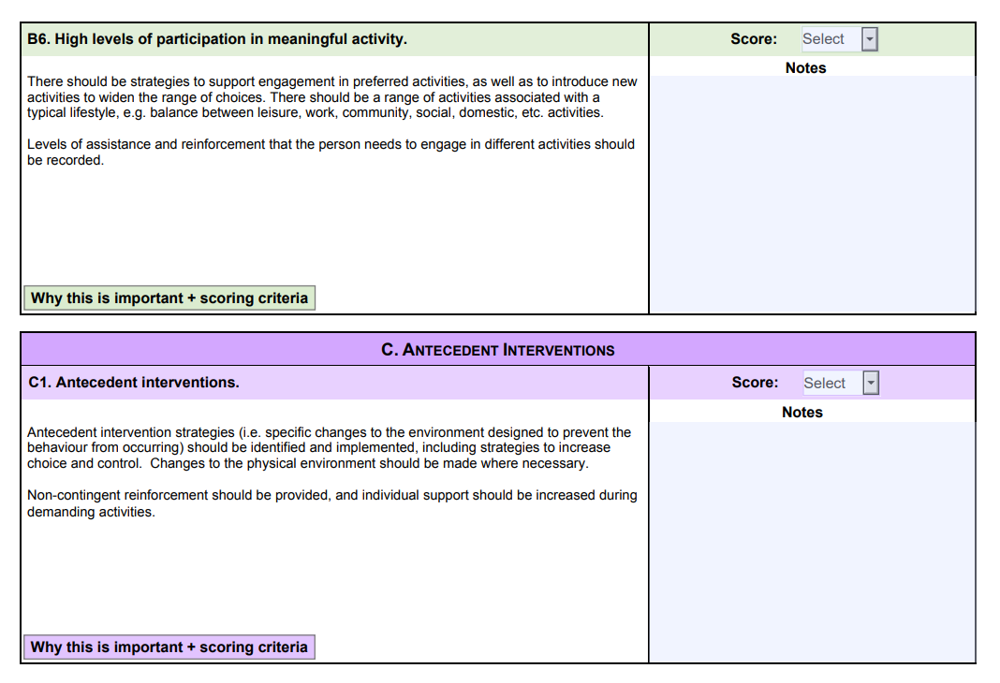 B6. High levels of participation in meaningful activity.
Score: Select
Notes
There should be strategies to support engagement in preferred activities, as well as to introduce new
activities to widen the range of choices. There should be a range of activities associated with a
typical lifestyle, e.g. balance between leisure, work, community, social, domestic, etc. activities.
Levels of assistance and reinforcement that the person needs to engage in different activities should
be recorded.
Why this is important + scoring criteria
C. ANTECEDENT INTERVENTIONS
C1. Antecedent interventions.
Score: Select
Notes
Antecedent intervention strategies (i.e. specific changes to the environment designed to prevent the
behaviour from occurring) should be identified and implemented, including strategies to increase
choice and control.  Changes to the physical environment should be made where necessary.
Non-contingent reinforcement should be provided, and individual support should be increased during
demanding activities.
Why this is important + scoring criteria